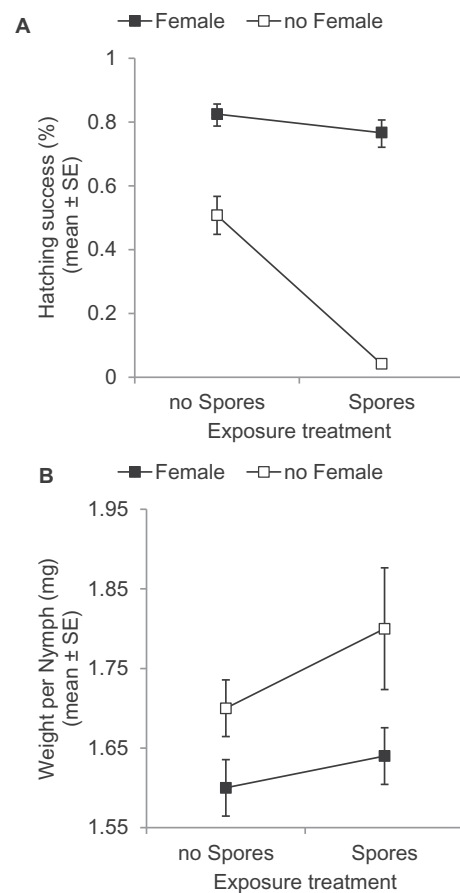 A
Female no Female
Hatching success (%)
(mean ± SE)
1
0.8
0.6
0.4
0.2
0
no Spores Spores
Exposure treatment
B
Female no Female
Weight per Nymph (mg)
(mean ± SE)
1.95
1.85
1.75
1.65
1.55
no Spores Spores
Exposure treatment